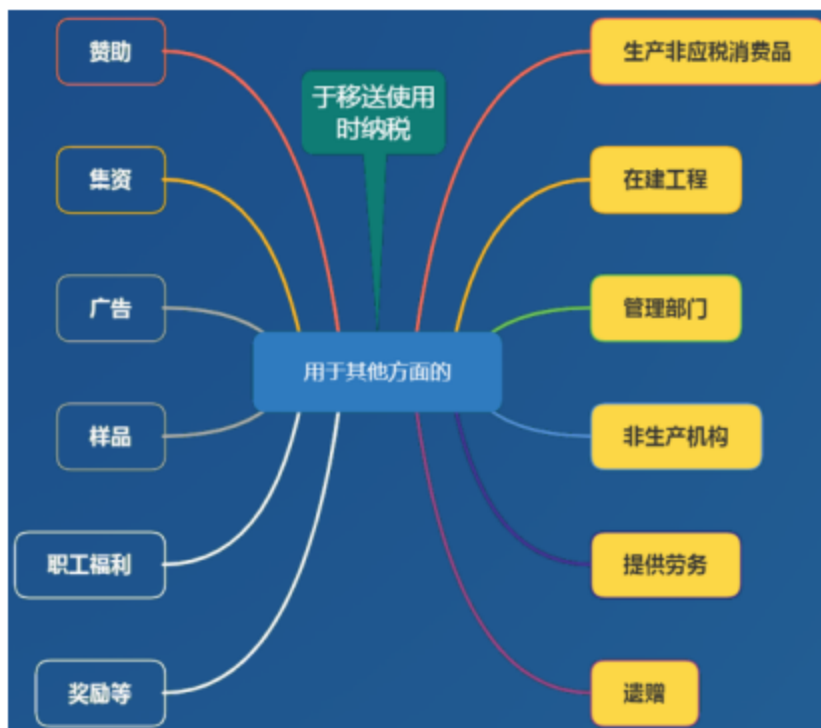 赞助
生产非应税消费品
于移送使用
时纳税
集资
在建工程
广告
管理部门
用于其他方面的
样品
非生产机构
职工福利
提供劳务
奖励等
遗赠